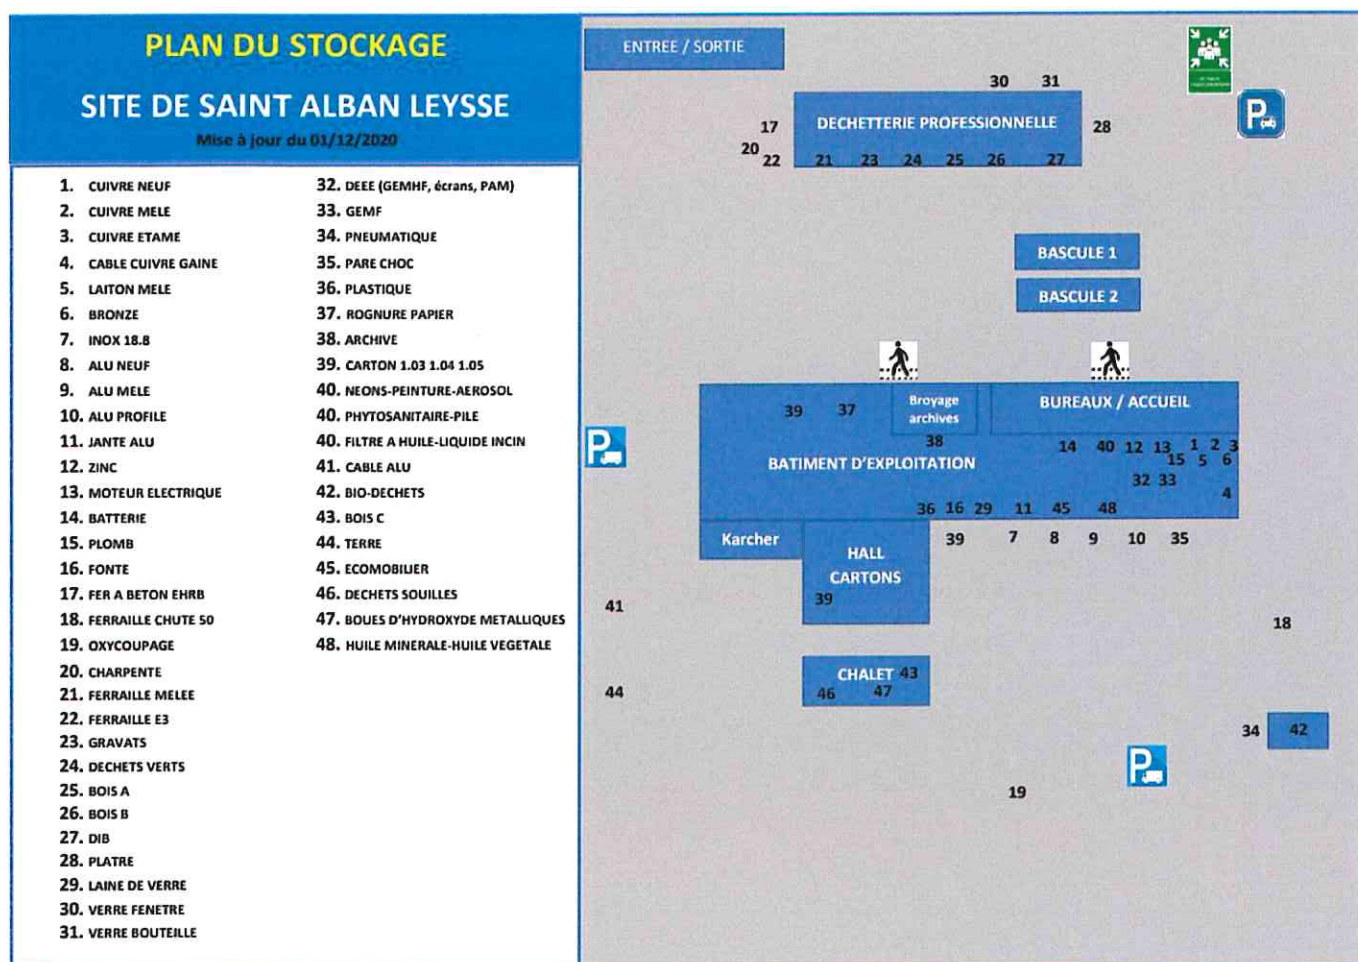 PLAN DU STOCKAGE
SITE DE SAINT ALBAN LEYSSE
Mise à jour du 01/12/2020
1. CUIVRE NEUF
2. CUIVRE MELE
3. CUIVRE ETAME
4. CABLE CUIVRE GAINE
5. LAITON MELE
6. BRONZE
7. INOX 18.8
8. ALU NEUF
9. ALU MELE
10. ALU PROFILE
11. JANTE ALU
12. ZINC
13. MOTEUR ELECTRIQUE
14. BATTERIE
15. PLOMB
16. FONTE
17. FER A BETON EHRB
18. FERRAILLE CHUTE 50
19. OXYCOUPAGE
20. CHARPENTE
21. FERRAILLE MELEE
22. FERRAILLE E3
23. GRAVATS
24. DECHETS VERTS
25. BOIS A
26. BOIS B
27. DIB
28. PLATRE
29. LAINE DE VERRE
30. VERRE FENETRE
31. VERRE BOUTEILLE
32. DEEE (GEMHF, écrans, PAM)
33. GEMF
34. PNEUMATIQUE
35. PARE CHOC
36. PLASTIQUE
37. ROGNURE PAPIER
38. ARCHIVE
39. CARTON 1.03 1.04 1.05
40. NEONS-PEINTURE-AEROSOL
40. PHYTOSANITAIRE-PILE
40. FILTRE A HUILE-LIQUIDE INCIN
41. CABLE ALU
42. BIO-DECHETS
43. BOIS C
44. TERRE
45. ECOMOBILIER
46. DECHETS SOUILLES
47. BOUES D'HYDROXYDE METALLIQUES
48. HUILE MINERALE-HUILE VEGETALE
ENTREE / SORTIE
30 31
17 DECHETTERIE PROFESSIONNELLE 28
20
22 21 23 24 25 26 27
P
BASCULE 1
BASCULE 2
Broyage
archives
BUREAUX / ACCUEIL
39 37
38 14 40 12 13 1 2 3
P
BATIMENT D'EXPLOITATION 15 5 6
32 33
4
36 16 29 11 45 48
Karcher
HALL
CARTONS
39 7 8 9 10 35
39
41
18
CHALET 43
44 46 47
34 42
P
19